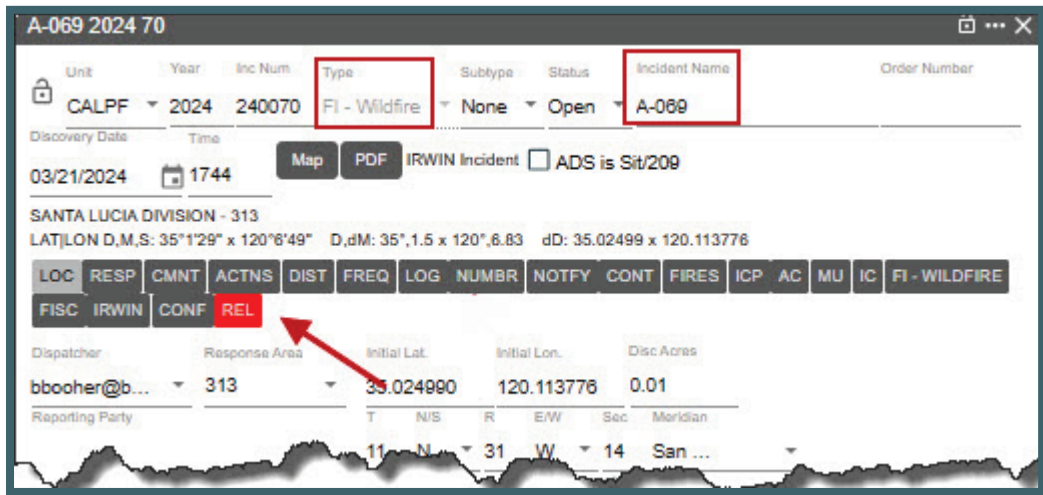 A-069 2024 70
Unit Year Inc Num Type Subtype Status Incident Name Order Number
CALPF 2024 240070 FI - Wildfire None Open A-069
Discovery Date Time
03/21/2024 1744 Map PDF IRWIN Incident ADS is Sit/209
SANTA LUCIA DIVISION - 313
LAT|LON D,M,S: 35°1'29" x 120°6'49" D,dM: 35°,1.5 x 120°,6.83 dD: 35.02499 x 120.113776
LOC RESP CMNT ACTNS DIST FREQ LOG NUMBR NOTFY CONT FIRES ICP AC MU IC FI - WILDFIRE
FISC IRWIN CONF REL
Dispatcher Response Area Initial Lat. Initial Lon. Disc Acres
bbooher@b... 313 35.024990 120.113776 0.01
Reporting Party T N/S R E/W Sec Meridian
11 N 31 W 14 San ...